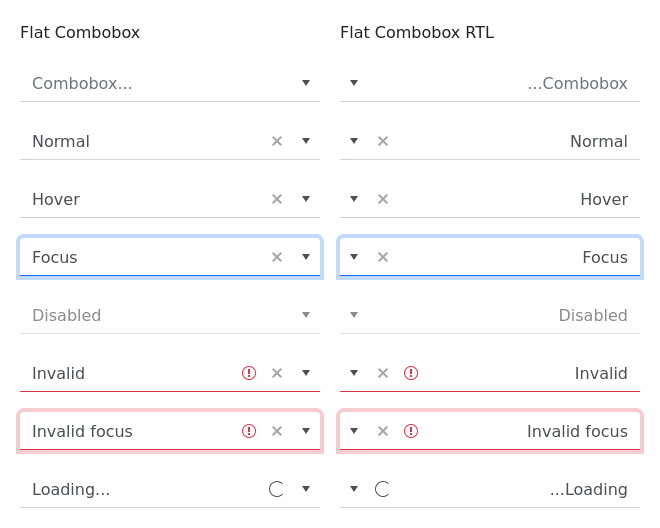 Flat Combobox
Combobox...
Normal
Hover
Focus
Disabled
Invalid
Invalid focus
Loading...
Flat Combobox RTL
...Combobox
Normal
Hover
Focus
Disabled
Invalid
Invalid focus
...Loading